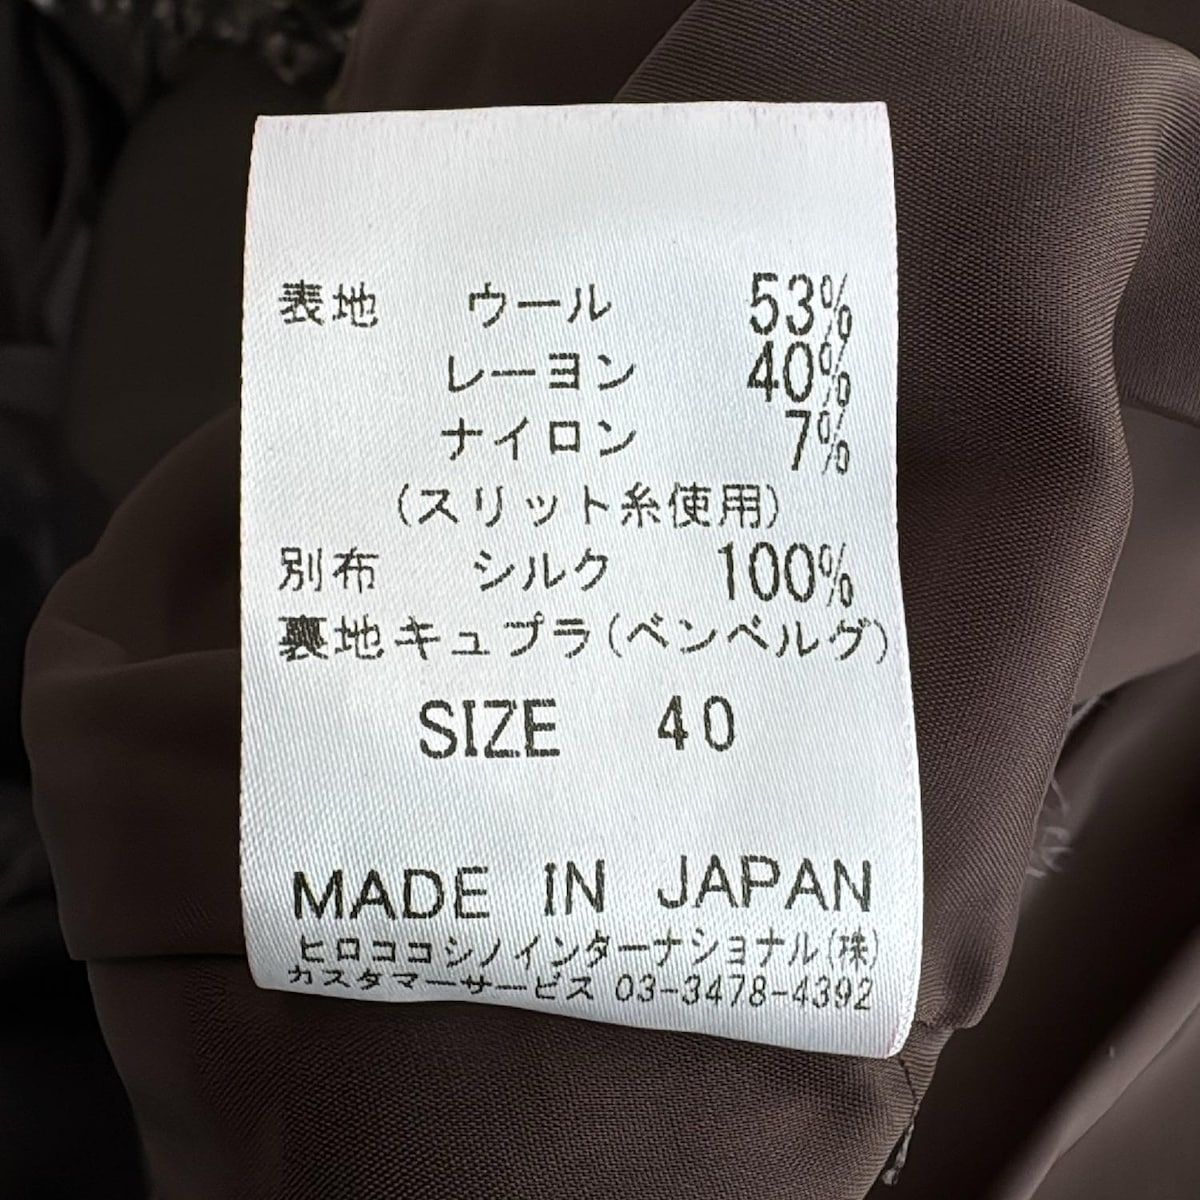 表地 ウール 53%
レーヨン 40%
ナイロン 7%
(スリット糸使用)
別布 シルク 100%
裏地キュプラ(ベンベルグ)
SIZE 40
MADE IN JAPAN
ヒロココシノインターナショナル(株)
カスタマーサービス 03-3478-4392